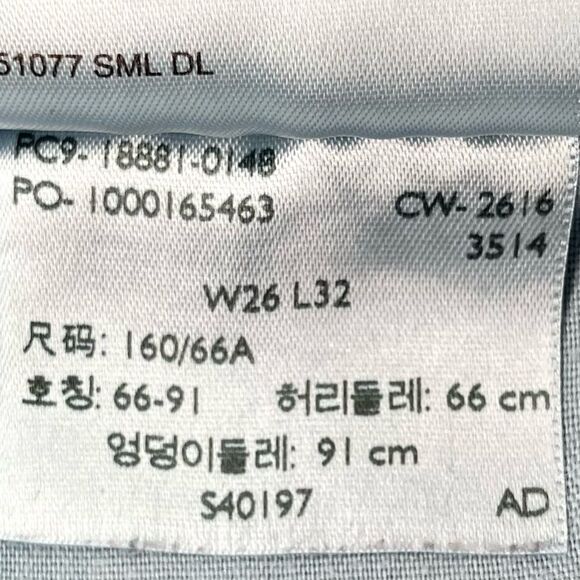 51077 SML DL
PC9- 18881-0148
PO- 1000165463
CW- 2616
3514
W26 L32
尺码: 160/66A
호칭: 66-91 허리둘레: 66 cm
엉덩이둘레: 91 cm
S40197 AD